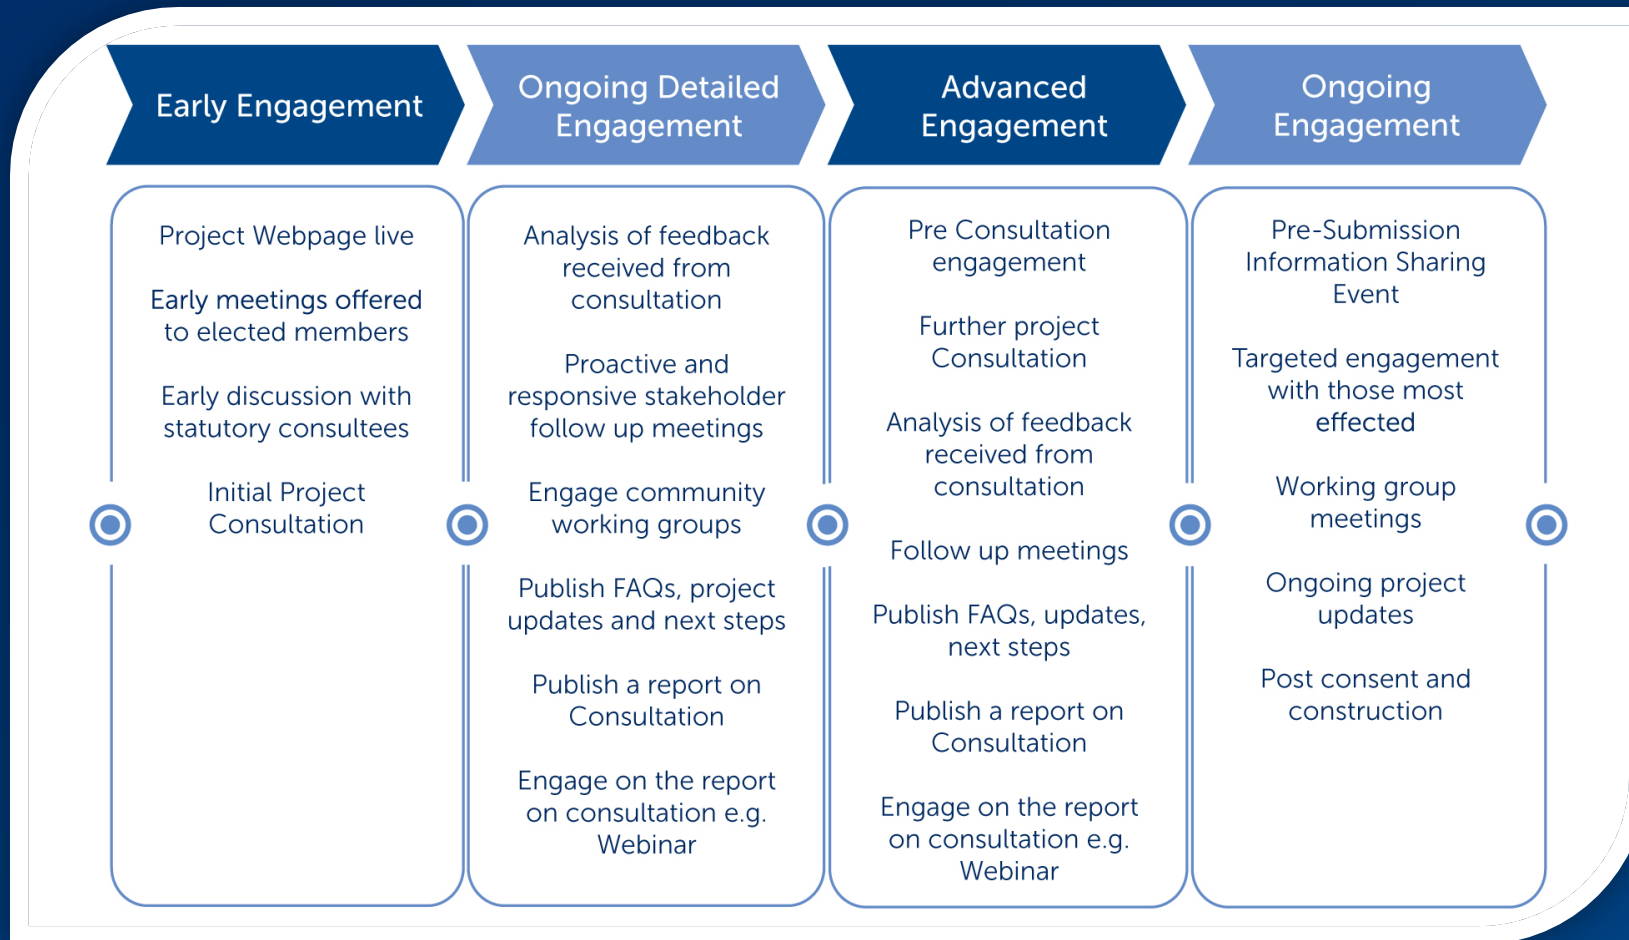 Early Engagement
Ongoing Detailed
Engagement
Advanced
Engagement
Ongoing
Engagement
Project Webpage live
Early meetings offered
to elected members
Early discussion with
statutory consultees
Initial Project
Consultation
Analysis of feedback
received from
consultation
Proactive and
responsive stakeholder
follow up meetings
Engage community
working groups
Publish FAQs, project
updates and next steps
Publish a report on
Consultation
Engage on the report
on consultation e.g.
Webinar
Pre Consultation
engagement
Further project
Consultation
Analysis of feedback
received from
consultation
Follow up meetings
Publish FAQs, updates,
next steps
Publish a report on
Consultation
Engage on the report
on consultation e.g.
Webinar
Pre-Submission
Information Sharing
Event
Targeted engagement
with those most
effected
Working group
meetings
Ongoing project
updates
Post consent and
construction